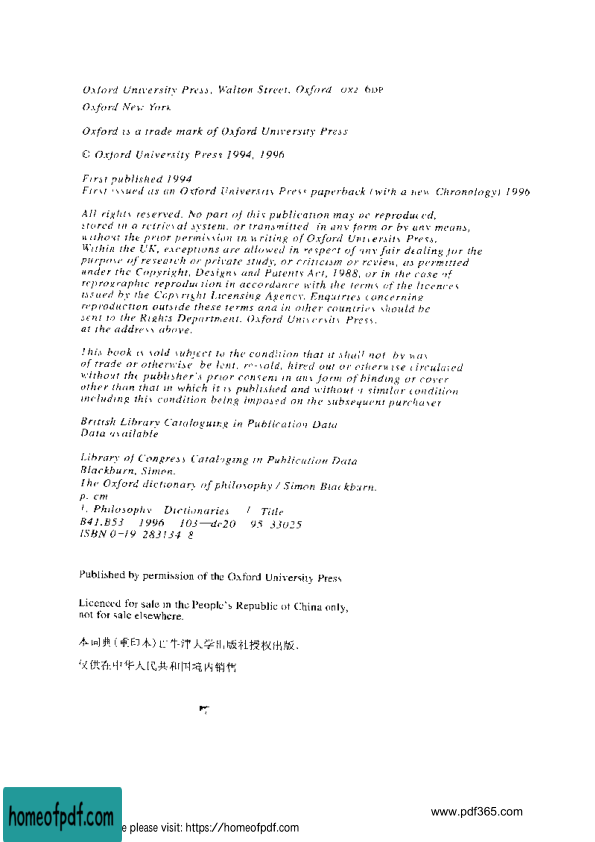 Oxford University Press, Walton Street, Oxford OX2 6DP
Oxford New York
Oxford is a trade mark of Oxford University Press
© Oxford University Press 1994, 1996
First published 1994
First issued as an Oxford University Press paperback (with a new Chronology) 1996
All rights reserved. No part of this publication may be reproduced,
stored in a retrieval system, or transmitted, in any form or by any means,
without the prior permission in writing of Oxford University Press.
Within the UK, exceptions are allowed in respect of any fair dealing for the
purpose of research or private study, or criticism or review, as permitted
under the Copyright, Designs and Patents Act, 1988, or in the case of
reprographic reproduction in accordance with the terms of the licences
issued by the Copyright Licensing Agency. Enquiries concerning
reproduction outside these terms and in other countries should be
sent to the Rights Department, Oxford University Press,
at the address above.
This book is sold subject to the condition that it shall not, by way
of trade or otherwise, be lent, re-sold, hired out or otherwise circulated
without the publisher's prior consent in any form of binding or cover
other than that in which it is published and without a similar condition
including this condition being imposed on the subsequent purchaser
British Library Cataloguing in Publication Data
Data available
Library of Congress Cataloging in Publication Data
Blackburn, Simon.
The Oxford dictionary of philosophy / Simon Blackburn.
p. cm
1. Philosophy Dictionaries I Title
B41.B53 1996 103—dc20 95 33025
ISBN 0-19 283134 8
Published by permission of the Oxford University Press
Licenced for sale in the People's Republic of China only,
not for sale elsewhere.
本词典(重印本)由牛津大学出版社授权出版.
仅供在中华人民共和国境内销售
www.pdf365.com
homeofpdf.com
e please visit: https://homeofpdf.com